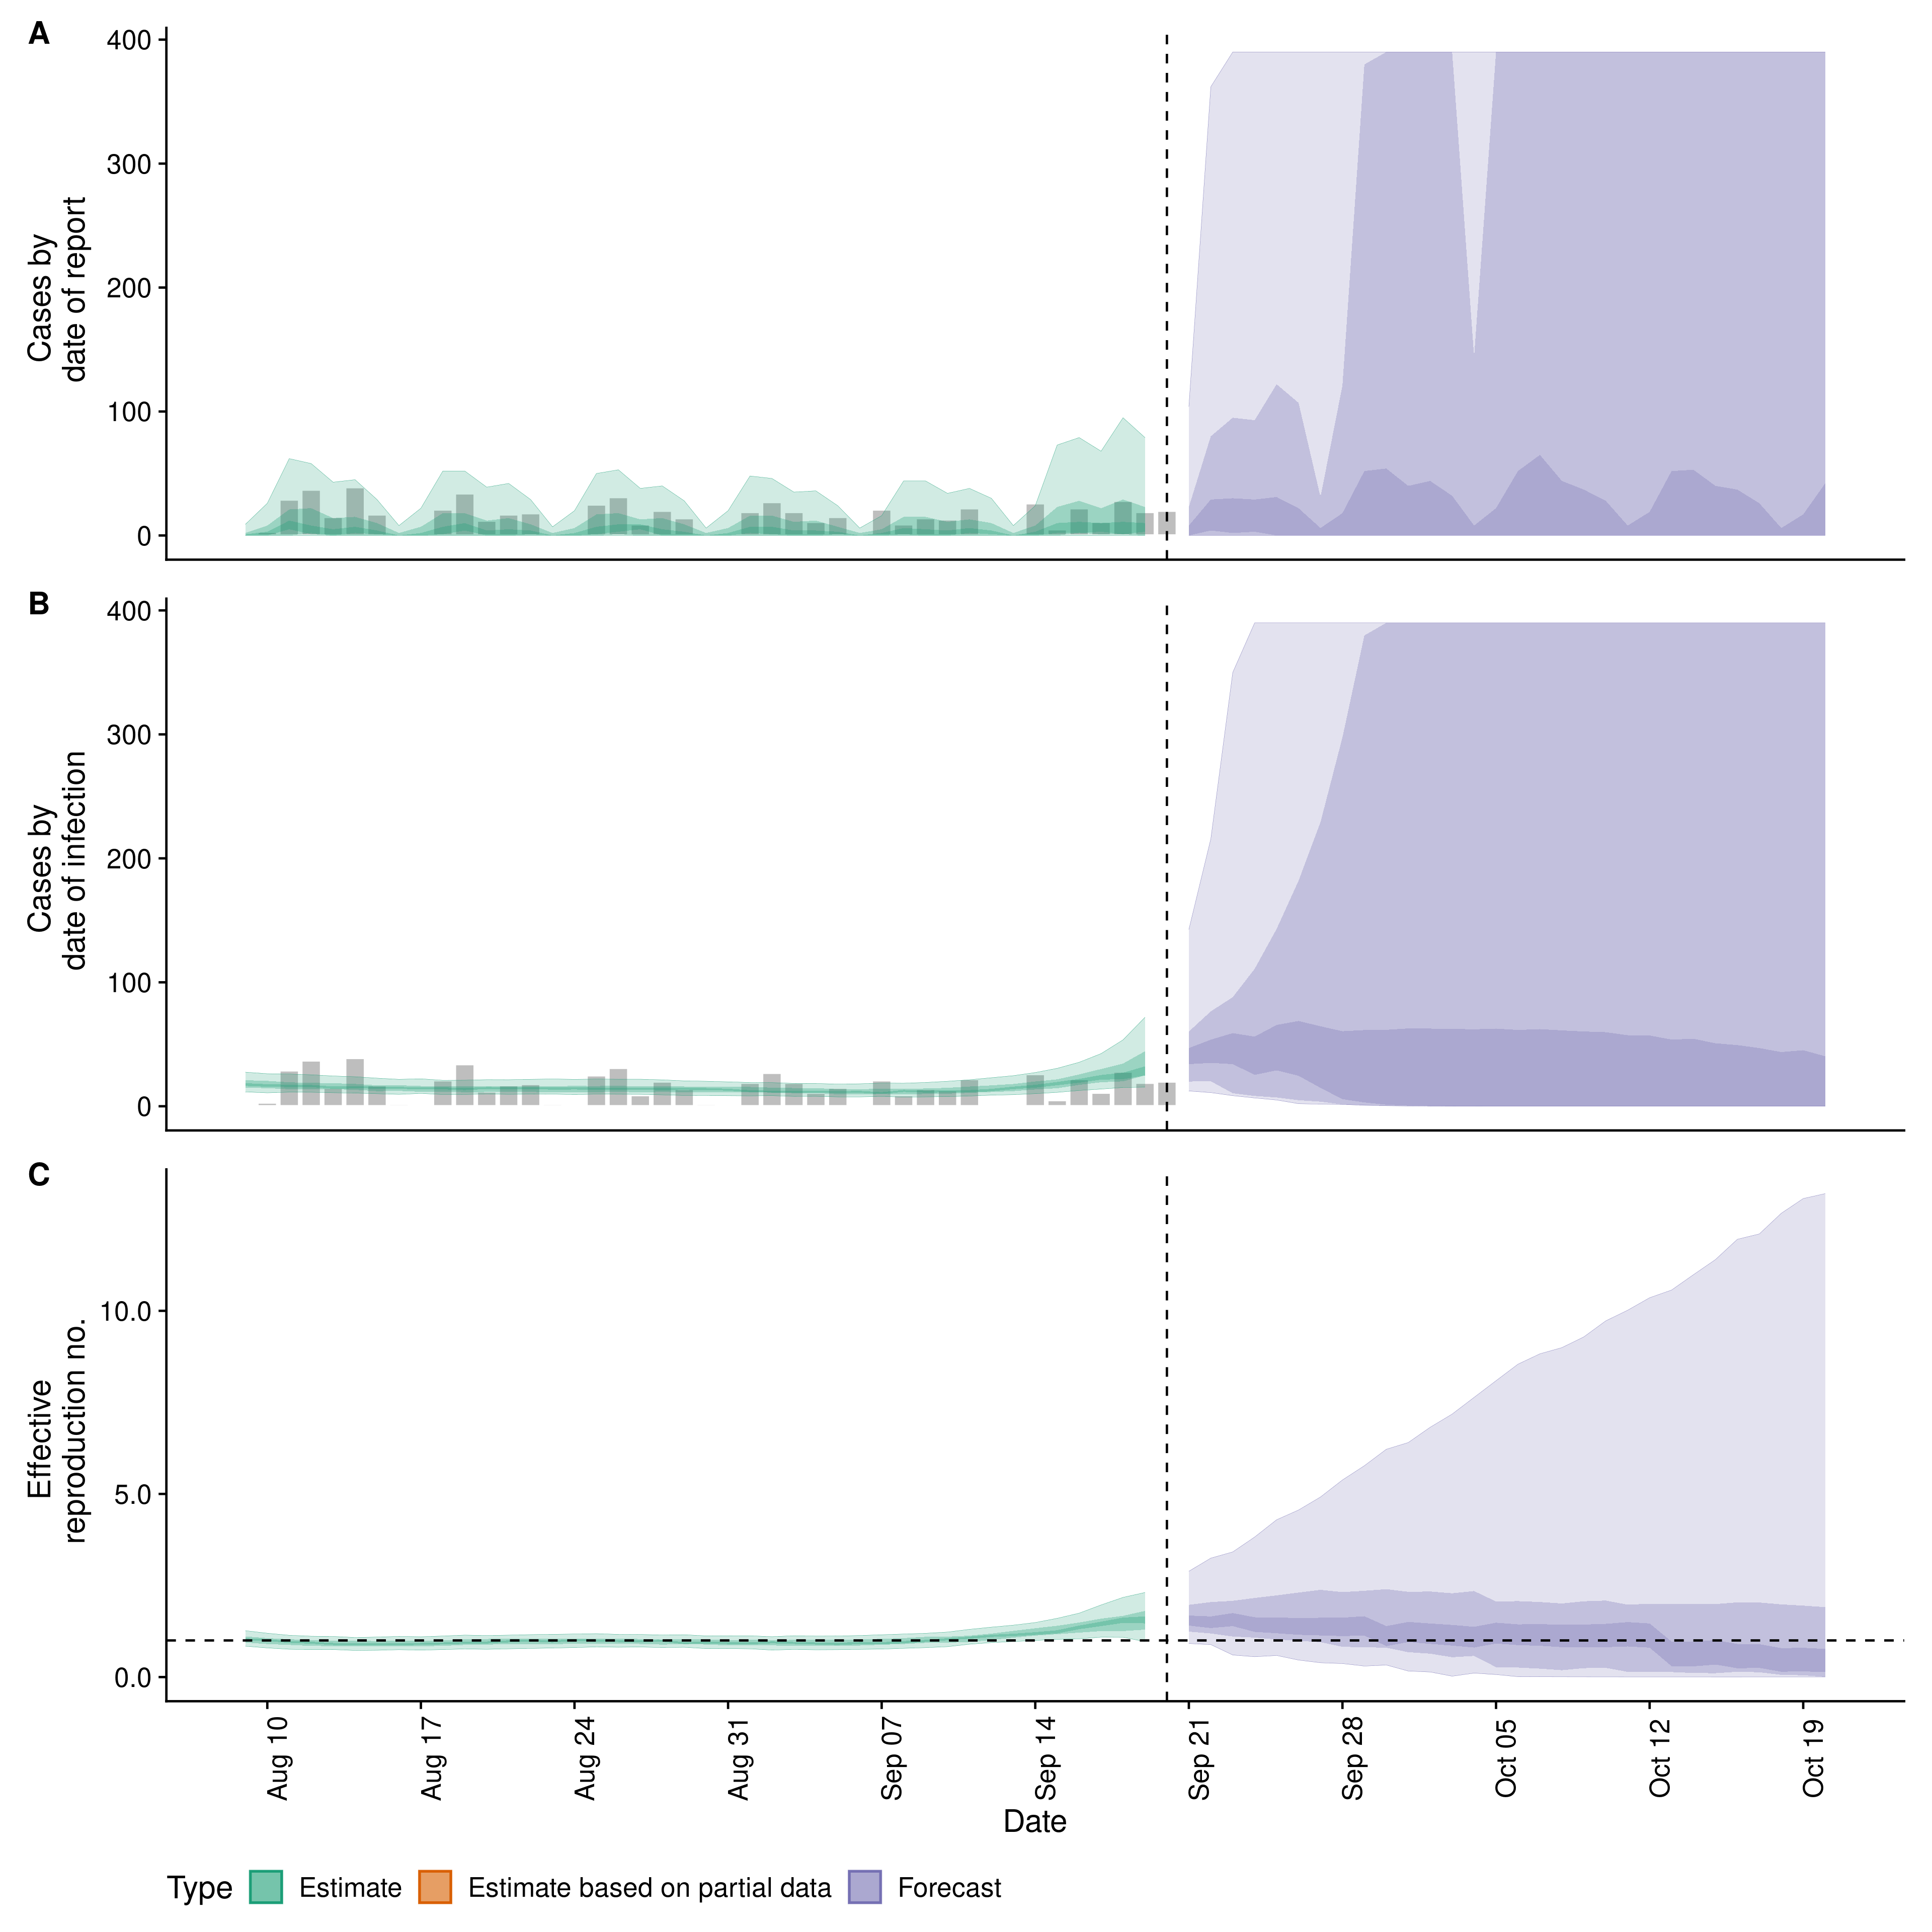 A
400
300
200
100
0
Cases by
date of report
B
400
300
200
100
0
Cases by
date of infection
C
10.0
5.0
0.0
Effective
reproduction no.
Aug 10
Aug 17
Aug 24
Aug 31
Sep 07
Sep 14
Sep 21
Sep 28
Oct 05
Oct 12
Oct 19
Date
Type Estimate Estimate based on partial data Forecast